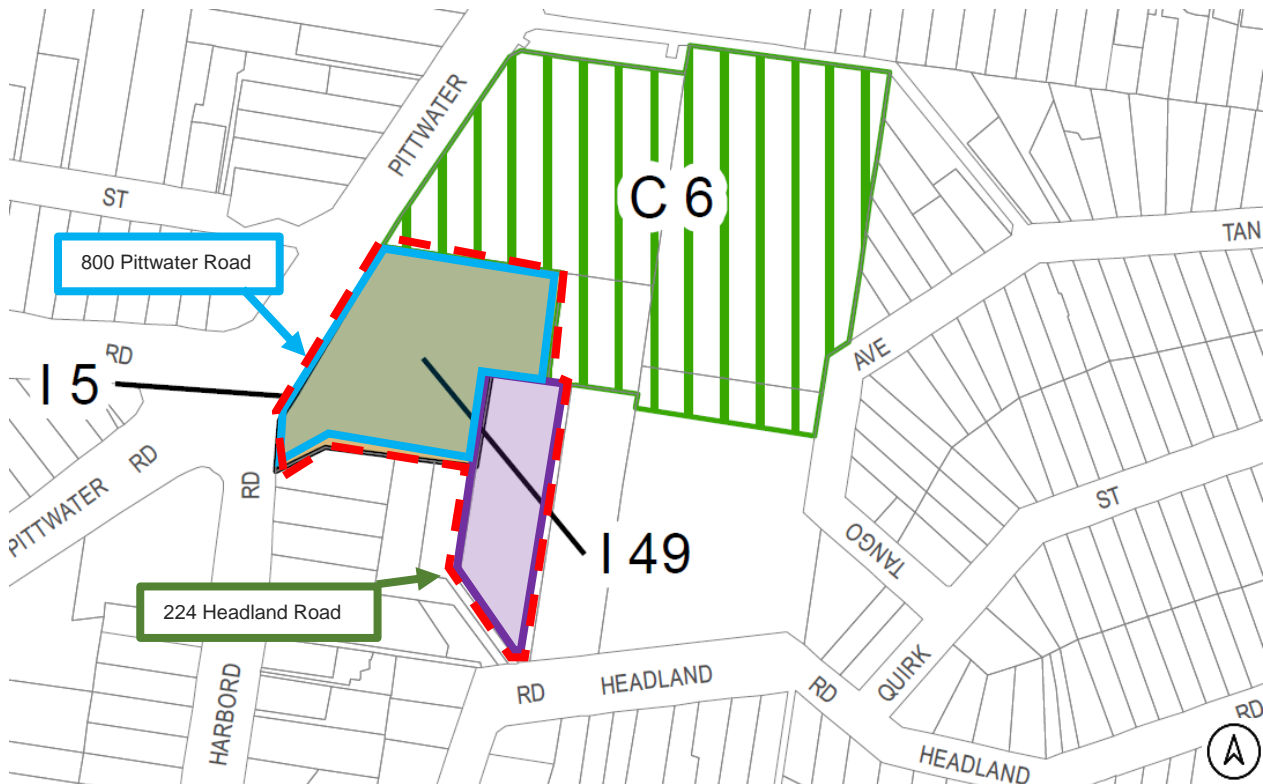 PITTWATER
ST
C 6
TAN
800 Pittwater Road
RD
I 5
AVE
PITTWATER
RD
RD
ST
TANGO
I 49
224 Headland Road
QUIRK
RD
HEADLAND
RD
HARBORD
RD
HEADLAND